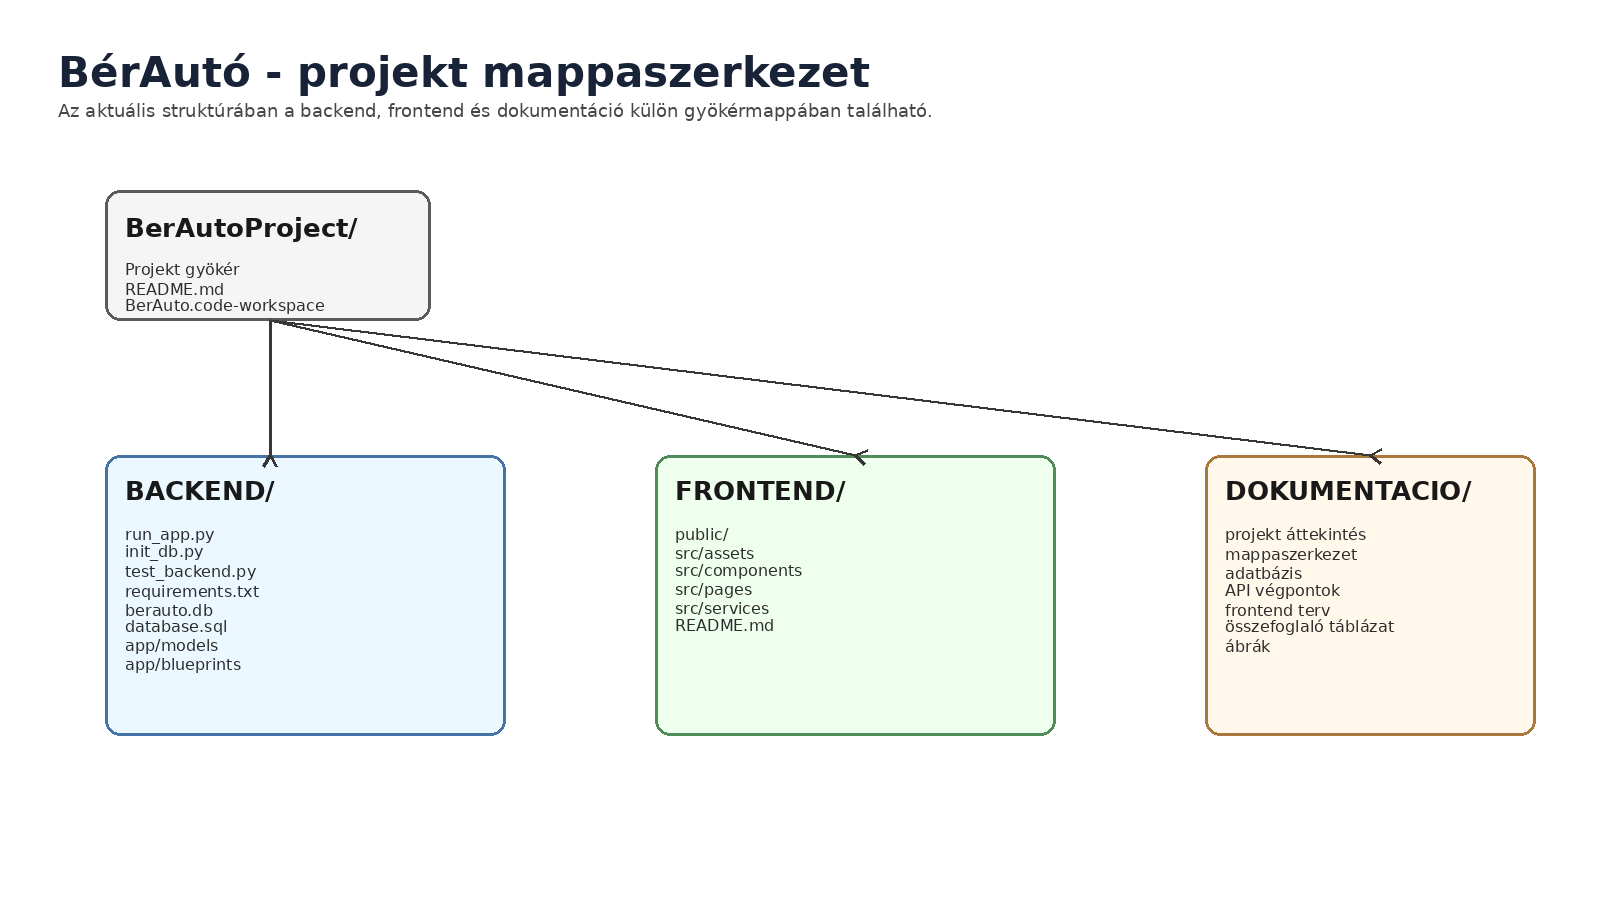 BérAutó - projekt mappaszerkezet
Az aktuális struktúrában a backend, frontend és dokumentáció külön gyökérmappában található.
BerAutoProject/
Projekt gyökér
README.md
BerAuto.code-workspace
BACKEND/
run_app.py
init_db.py
test_backend.py
requirements.txt
berauto.db
database.sql
app/models
app/blueprints
FRONTEND/
public/
src/assets
src/components
src/pages
src/services
README.md
DOKUMENTACIO/
projekt áttekintés
mappaszerkezet
adatbázis
API végpontok
frontend terv
összefoglaló táblázat
ábrák